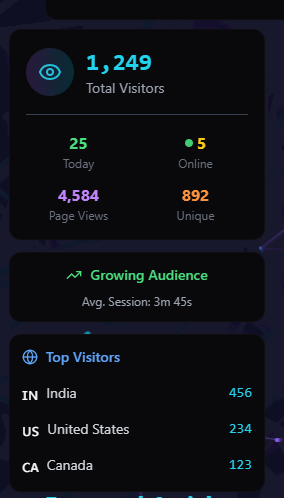 1,249
Total Visitors
25
Today
5
Online
4,584
Page Views
892
Unique
Growing Audience
Avg. Session: 3m 45s
Top Visitors
IN India 456
US United States 234
CA Canada 123